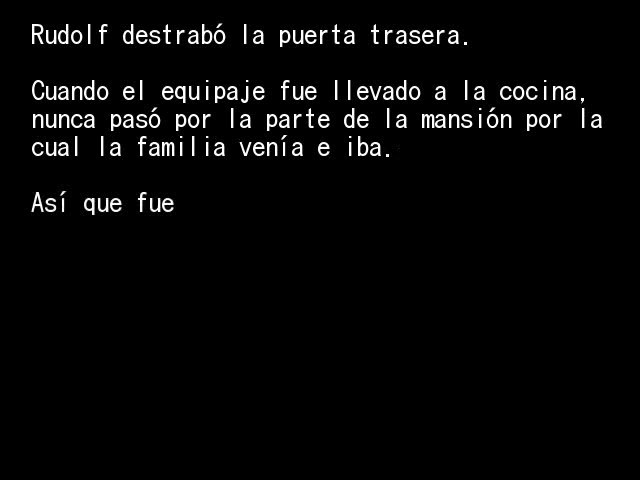 Rudolf destrabó la puerta trasera.
Cuando el equipaje fue llevado a la cocina,
nunca pasó por la parte de la mansión por la
cual la familia venía e iba.
Así que fue